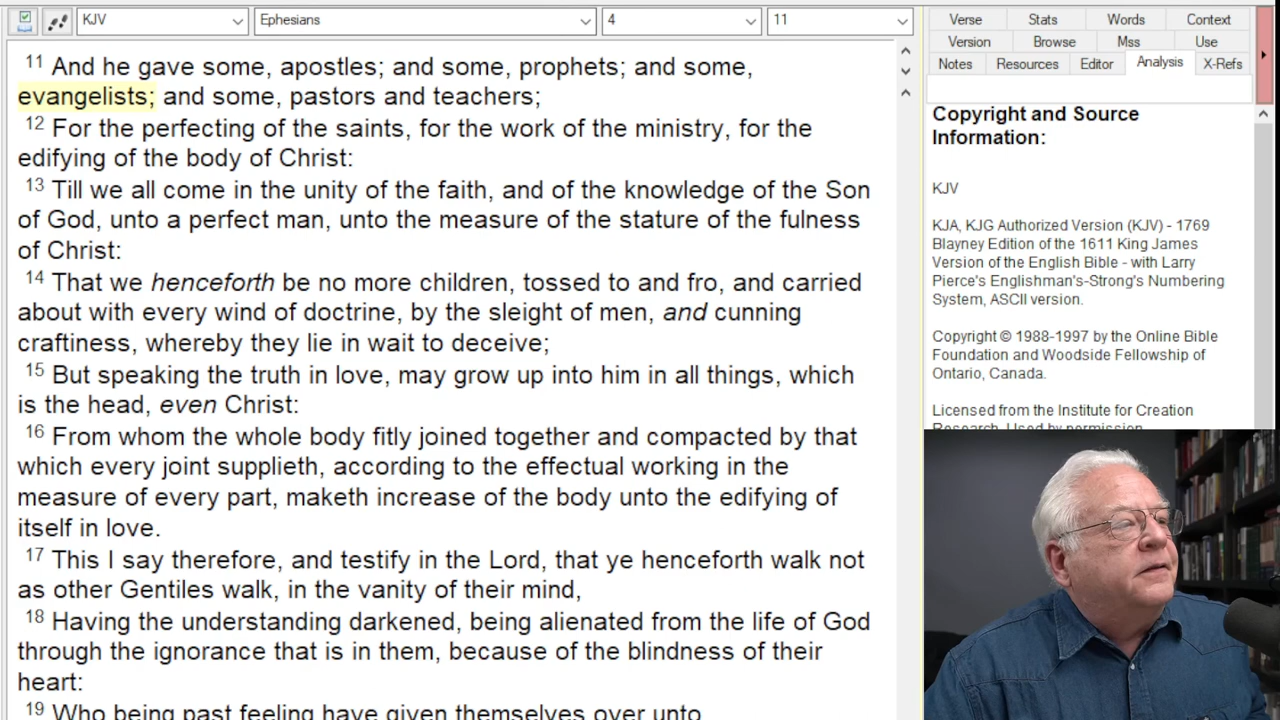 KJV
Ephesians
4
11
11 And he gave some, apostles; and some, prophets; and some,
evangelists; and some, pastors and teachers;
12 For the perfecting of the saints, for the work of the ministry, for the
edifying of the body of Christ:
13 Till we all come in the unity of the faith, and of the knowledge of the Son
of God, unto a perfect man, unto the measure of the stature of the fulness
of Christ:
14 That we henceforth be no more children, tossed to and fro, and carried
about with every wind of doctrine, by the sleight of men, and cunning
craftiness, whereby they lie in wait to deceive;
15 But speaking the truth in love, may grow up into him in all things, which
is the head, even Christ:
16 From whom the whole body fitly joined together and compacted by that
which every joint supplieth, according to the effectual working in the
measure of every part, maketh increase of the body unto the edifying of
itself in love.
17 This I say therefore, and testify in the Lord, that ye henceforth walk not
as other Gentiles walk, in the vanity of their mind,
18 Having the understanding darkened, being alienated from the life of God
through the ignorance that is in them, because of the blindness of their
heart:
19 Who being past feeling have given themselves over unto
Verse Stats Words Context
Version Browse Mss Use
Notes Resources Editor Analysis X-Refs
Copyright and Source
Information:
KJV
KJA, KJG Authorized Version (KJV) - 1769
Blayney Edition of the 1611 King James
Version of the English Bible - with Larry
Pierce's Englishman's-Strong's Numbering
System, ASCII version.
Copyright © 1988-1997 by the Online Bible
Foundation and Woodside Fellowship of
Ontario, Canada.
Licensed from the Institute for Creation
Research. Used by permission